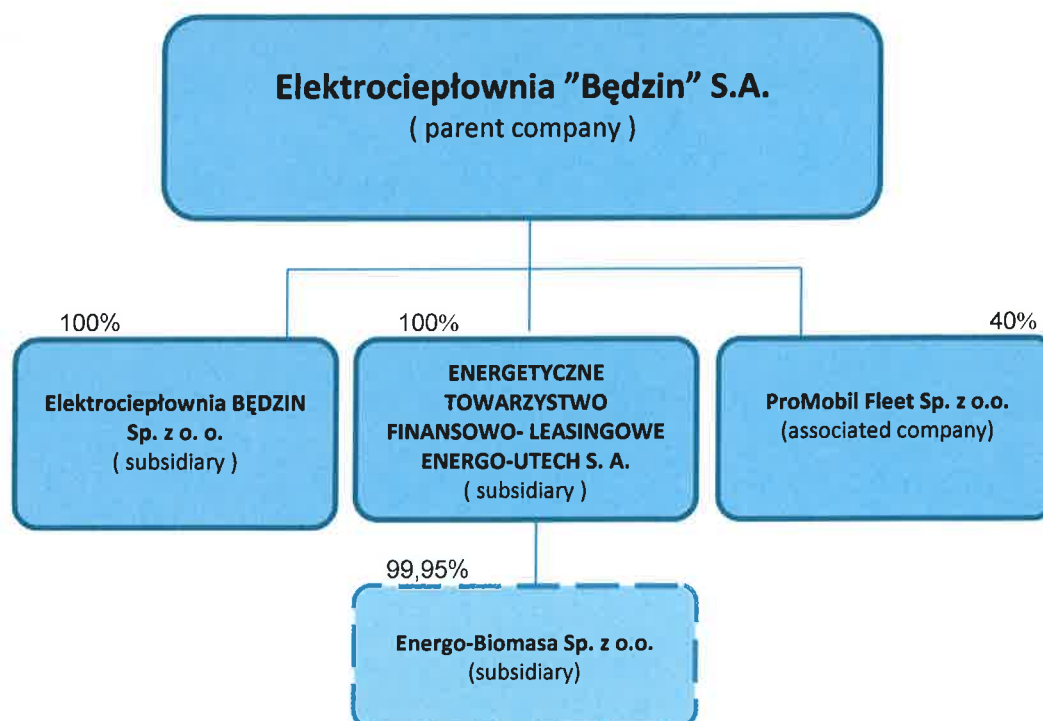 Elektrociepłownia ”Będzin” S.A.
( parent company )
100%
100%
40%
Elektrociepłownia BĘDZIN
Sp. z o. o.
( subsidiary )
ENERGETYCZNE
TOWARZYSTWO
FINANSOWO- LEASINGOWE
ENERGO-UTECH S. A.
( subsidiary )
ProMobil Fleet Sp. z o.o.
(associated company)
99,95%
Energo-Biomasa Sp. z o.o.
(subsidiary)